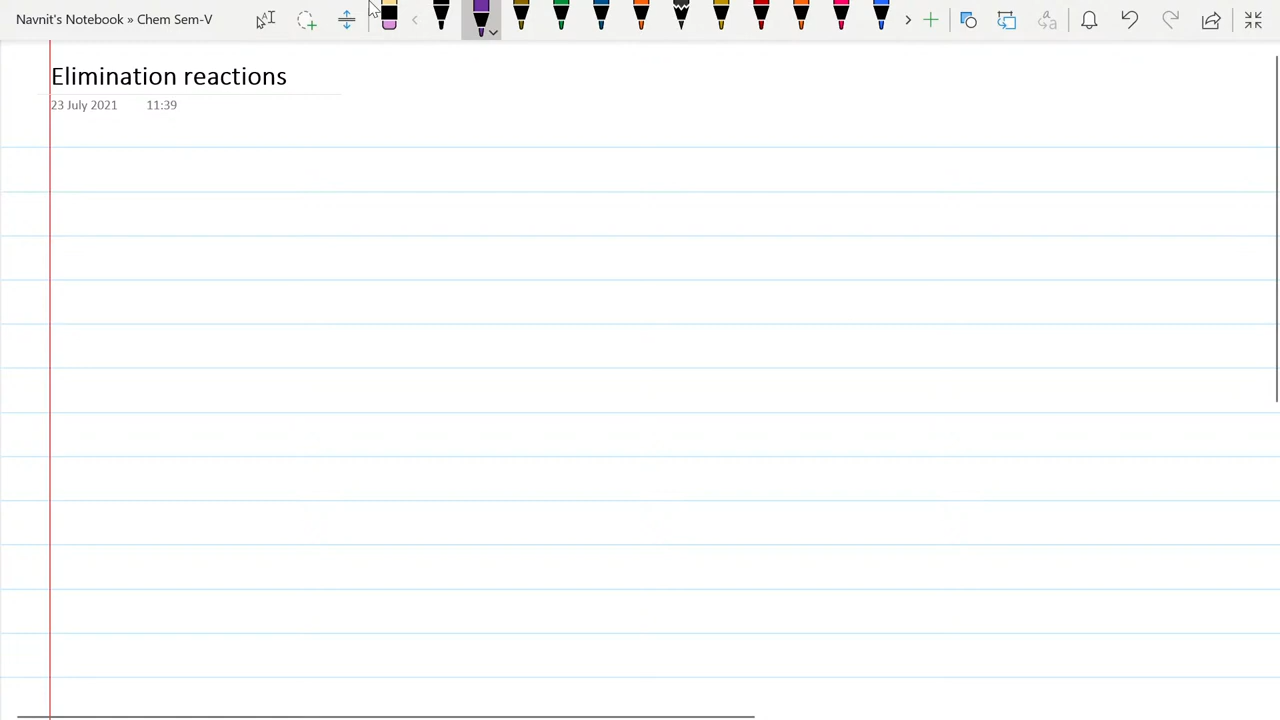 Navnit's Notebook » Chem Sem-V
Elimination reactions
23 July 2021 11:39